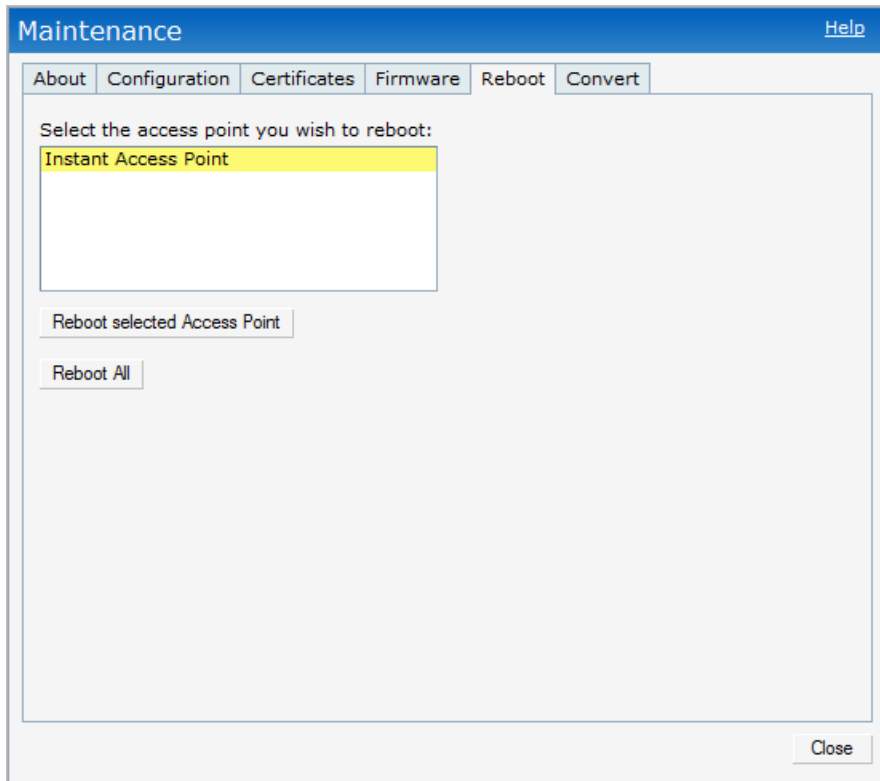 Maintenance Help
About Configuration Certificates Firmware Reboot Convert
Select the access point you wish to reboot:
Instant Access Point
Reboot selected Access Point
Reboot All
Close